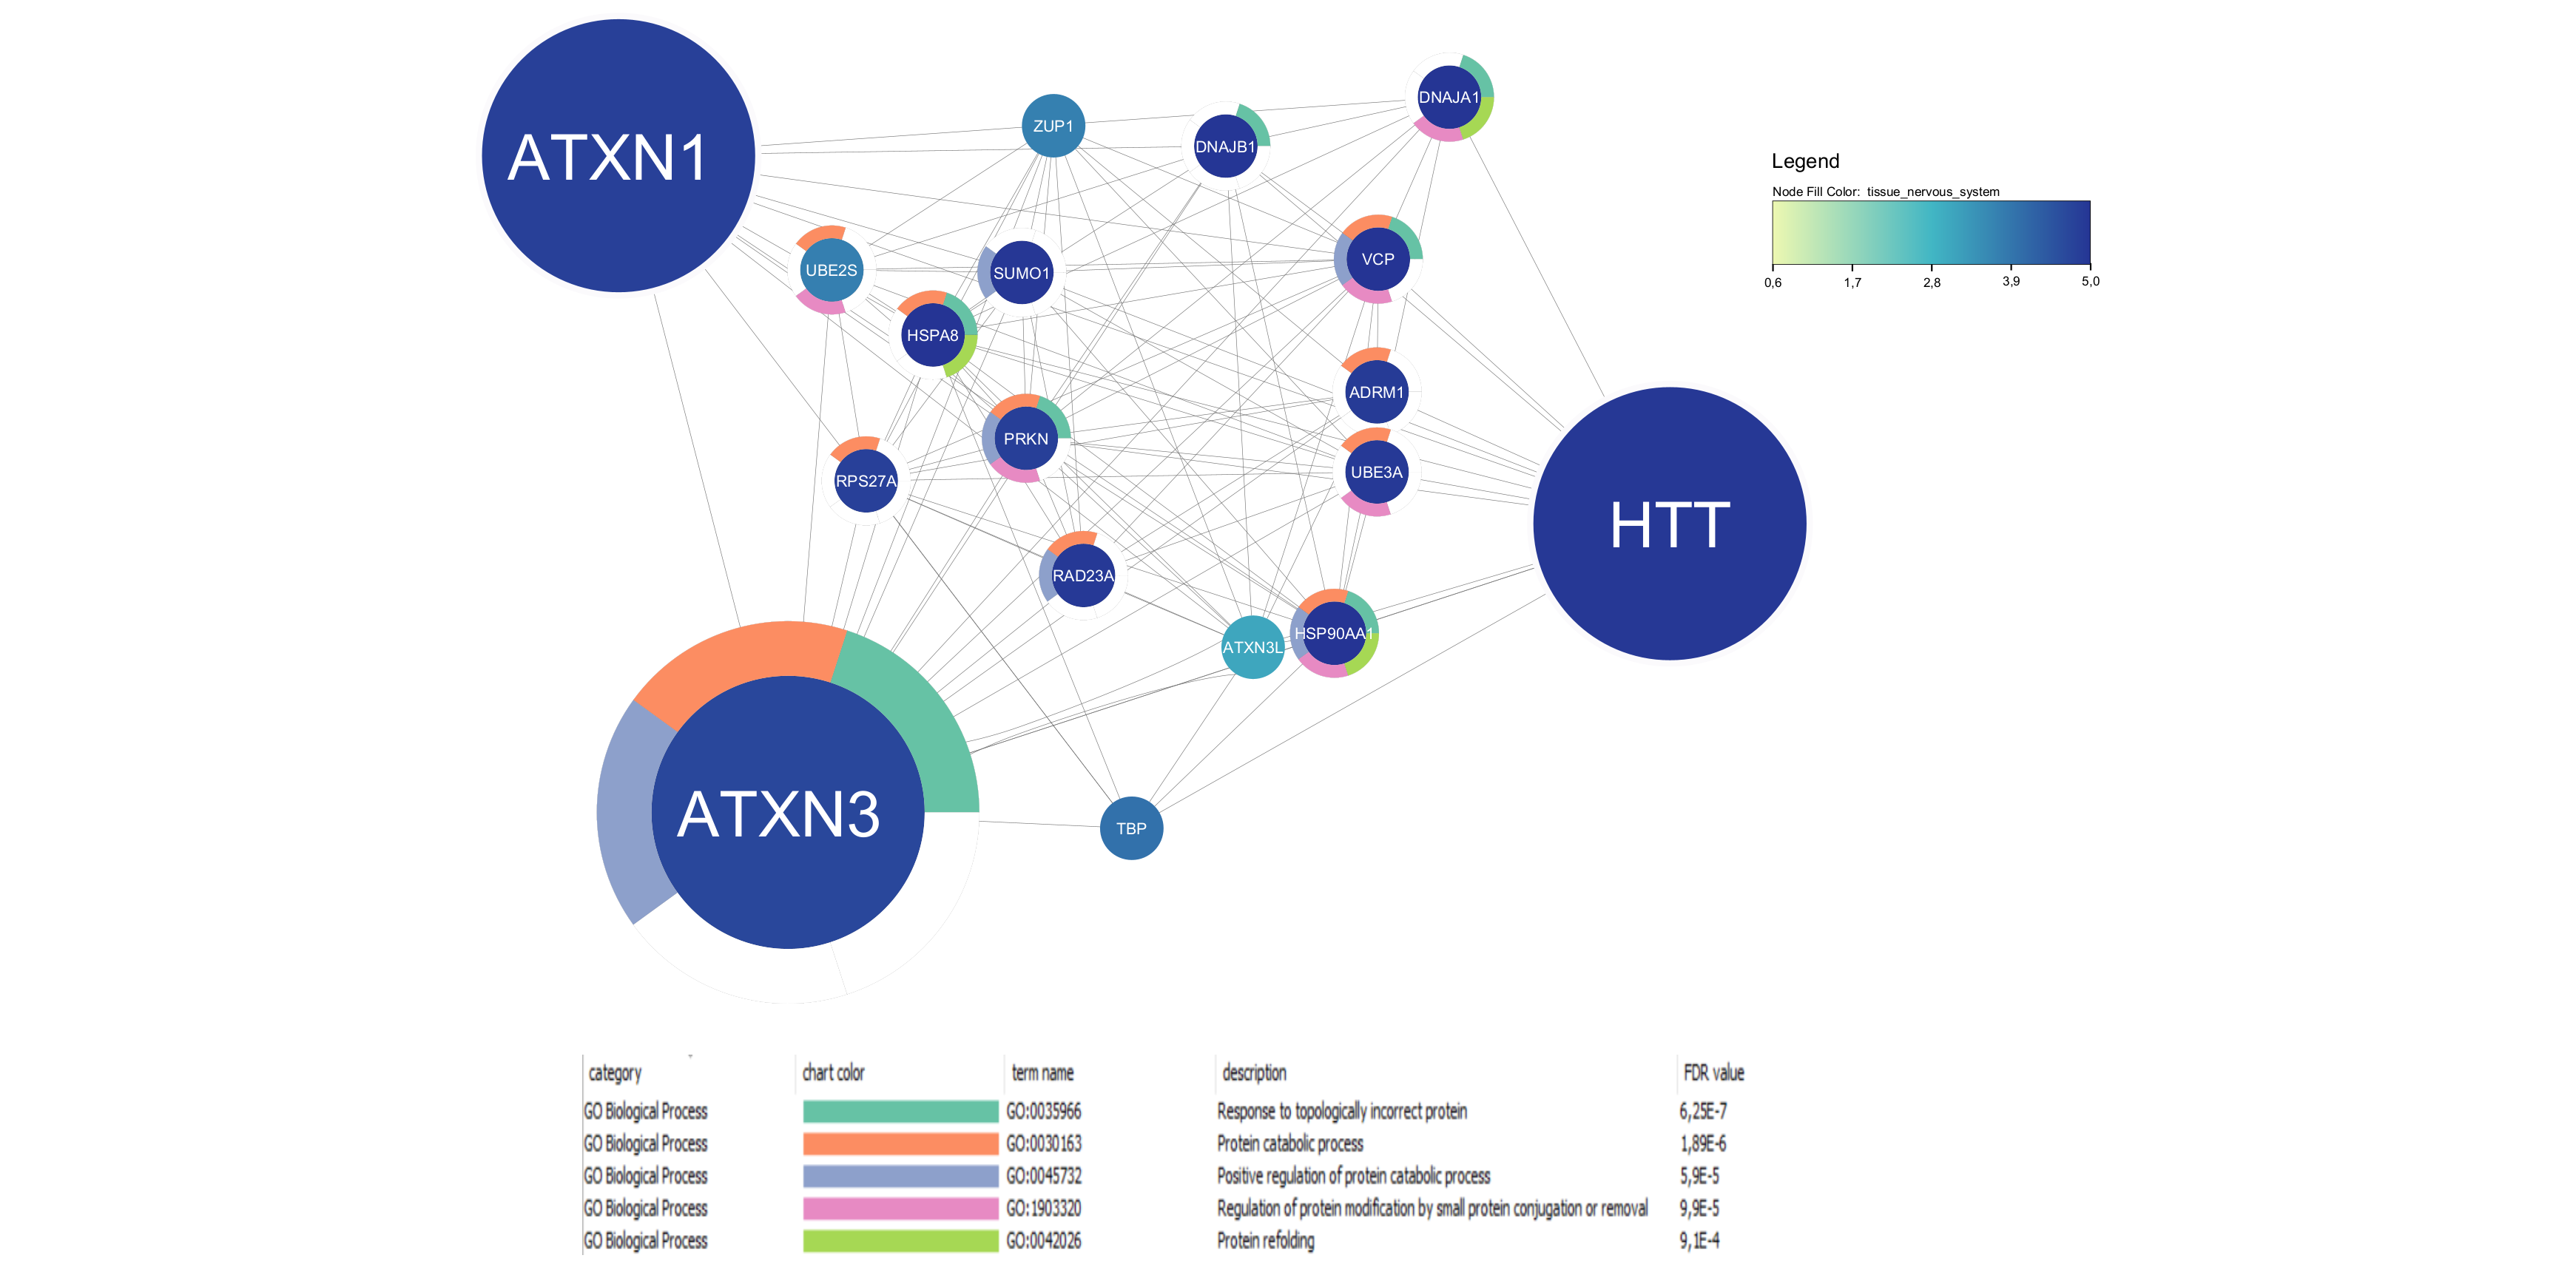 ATXN1
ZUP1
DNAJB1
DNAJA1
UBE2S
SUMO1
VCP
HSPA8
ADRM1
PRKN
UBE3A
RPS27A
RAD23A
ATXN3L
HSP90AA1
HTT
ATXN3
TBP
Legend
Node Fill Color: tissue_nervous_system
0,6 1,7 2,8 3,9 5,0
category chart color term name description FDR value
GO Biological Process GO:0035966 Response to topologically incorrect protein 6,25E-7
GO Biological Process GO:0030163 Protein catabolic process 1,89E-6
GO Biological Process GO:0045732 Positive regulation of protein catabolic process 5,9E-5
GO Biological Process GO:1903320 Regulation of protein modification by small protein conjugation or removal 9,9E-5
GO Biological Process GO:0042026 Protein refolding 9,1E-4